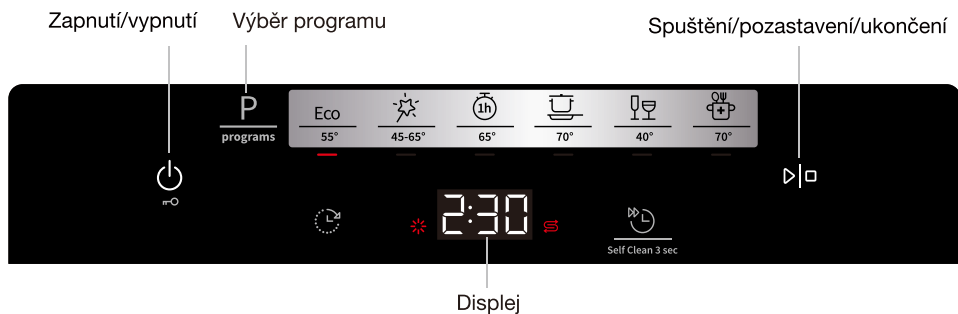 Zapnutí/vypnutí
Výběr programu
Spuštění/pozastavení/ukončení
P
programs
Eco
55°
45-65°
1h
65°
70°
40°
70°
2:30
Self Clean 3 sec
Displej